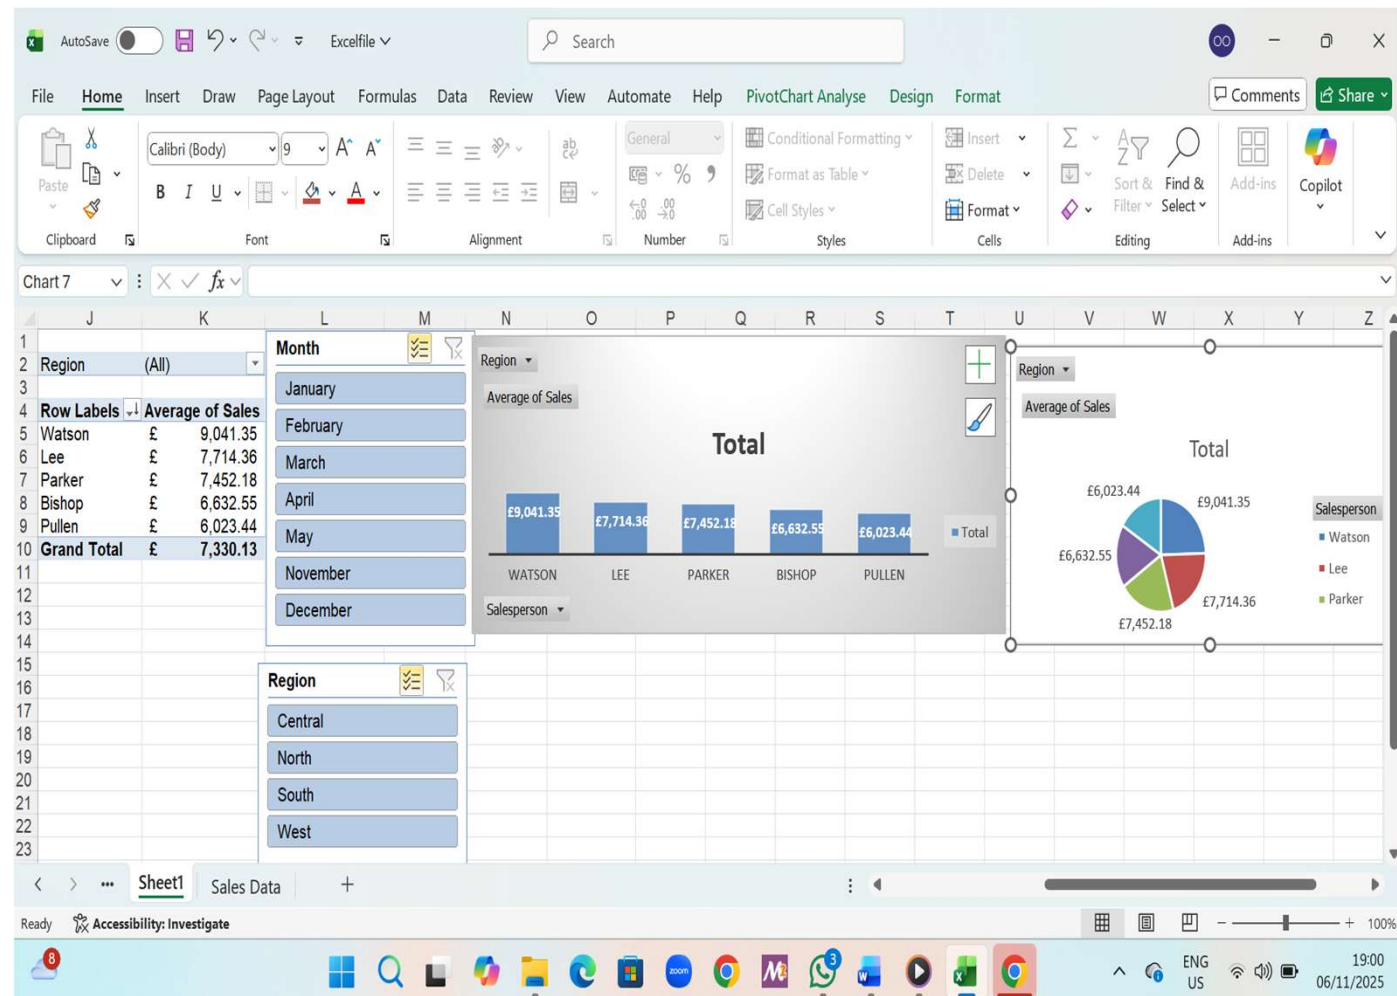 AutoSave
Excelfile
Search
OO
File Home Insert Draw Page Layout Formulas Data Review View Automate Help PivotChart Analyse Design Format
Comments
Share
Paste
Clipboard
Calibri (Body) 9 A^ A
B I U A
Font
ab
Alignment
General
% 9
.00 .00
.00 →0
Number
Conditional Formatting
Format as Table
Cell Styles
Styles
Insert
Delete
Format
Cells
Sort & Filter
Find & Select
Editing
Add-ins
Add-ins
Copilot
Chart 7 fx
J K L M N O P Q R S T U V W X Y Z
1
2 Region (All)
3
4 Row Labels Average of Sales
5 Watson £ 9,041.35
6 Lee £ 7,714.36
7 Parker £ 7,452.18
8 Bishop £ 6,632.55
9 Pullen £ 6,023.44
10 Grand Total £ 7,330.13
11
12
13
14
15
16
17
18
19
20
21
22
23
Month
January
February
March
April
May
November
December
Region
Central
North
South
West
Region
Average of Sales
Total
£9,041.35 £7,714.36 £7,452.18 £6,632.55 £6,023.44
Total
WATSON LEE PARKER BISHOP PULLEN
Salesperson
Region
Average of Sales
Total
£6,023.44
£9,041.35
£6,632.55
£7,714.36
£7,452.18
Salesperson
Watson
Lee
Parker
Sheet1 Sales Data
Ready Accessibility: Investigate
100%
8
zoom
M
3
ENG
US
19:00
06/11/2025